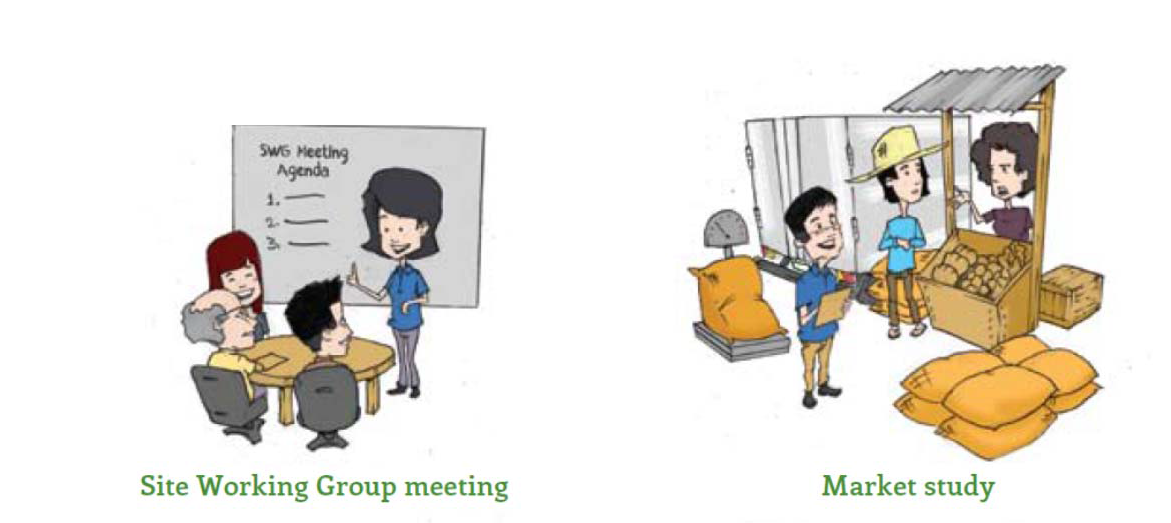 SWG Meeting
Agenda
1.
2.
3.
Site Working Group meeting
Market study